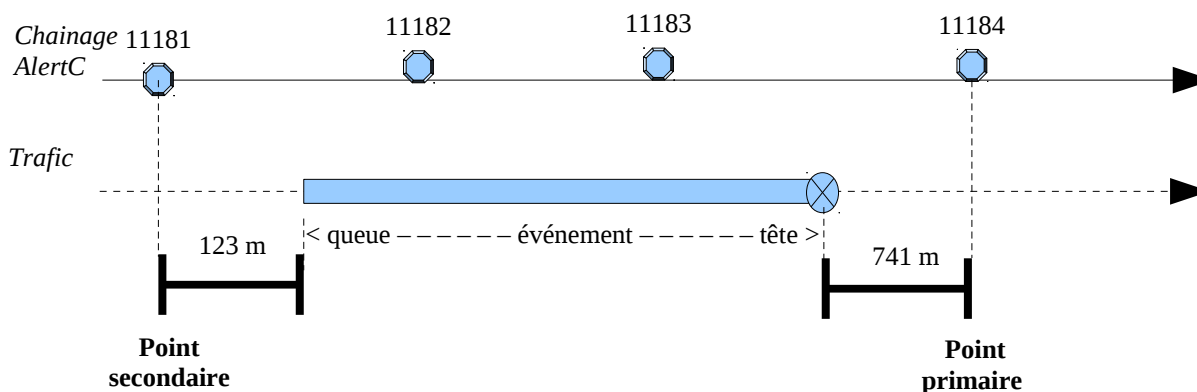 Chainage 11181 11182 11183 11184
AlertC
Trafic
< queue – – – – – – événement – – – – – – tête >
123 m 741 m
Point
secondaire
Point
primaire